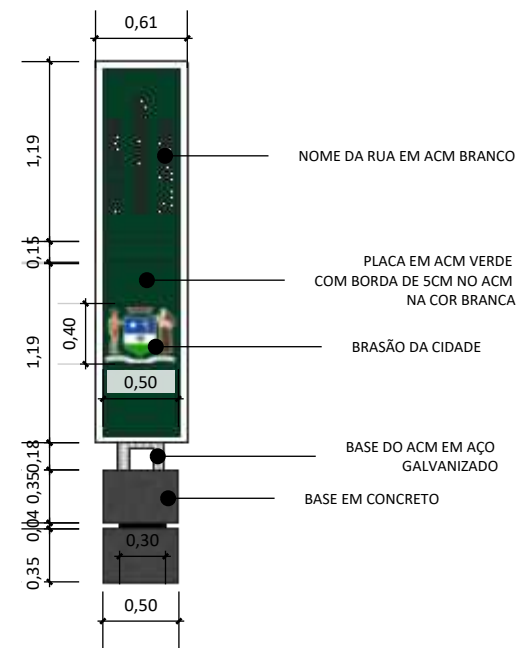 0,61
1,19
NOME DA RUA EM ACM BRANCO
0,15
PLACA EM ACM VERDE
COM BORDA DE 5CM NO ACM
NA COR BRANCA
0,40
1,19
BRASÃO DA CIDADE
0,50
0,18
BASE DO ACM EM AÇO
GALVANIZADO
0,35
BASE EM CONCRETO
0,04
0,30
0,35
0,50